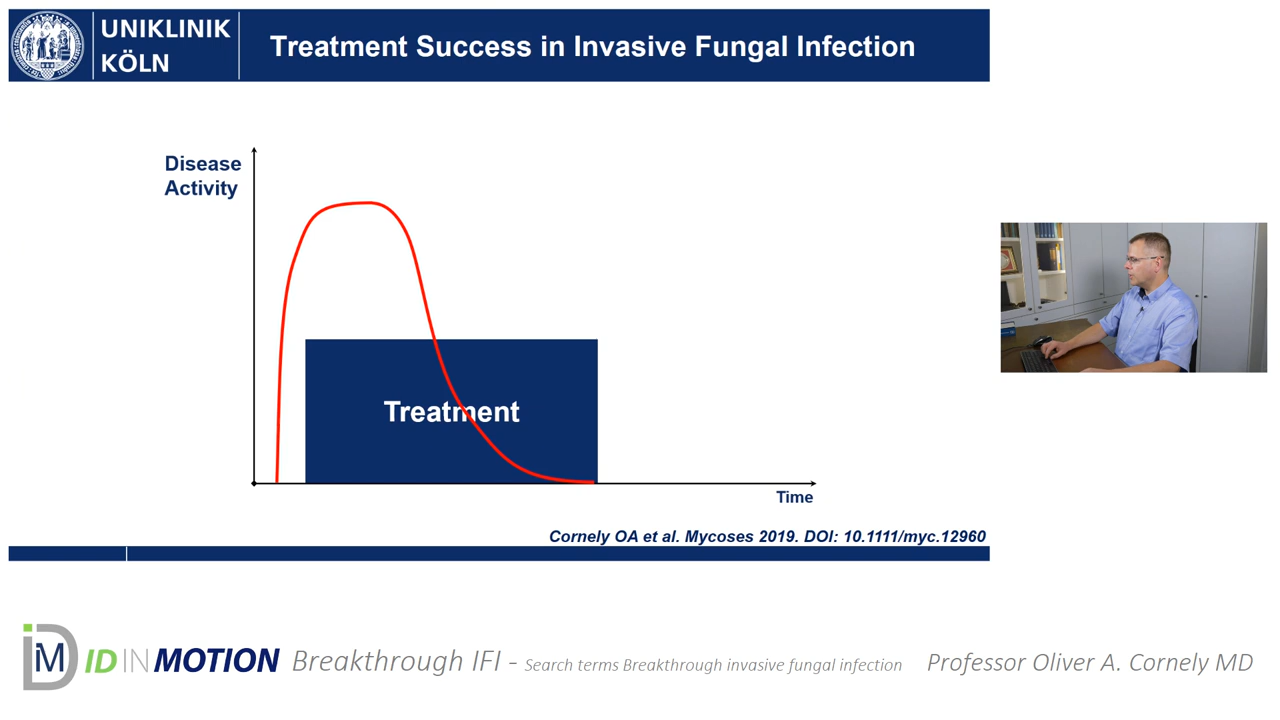 UNIKLINIK
KÖLN
Treatment Success in Invasive Fungal Infection
Disease
Activity
Treatment
Time
Cornely OA et al. Mycoses 2019. DOI: 10.1111/myc.12960
iDM ID IN MOTION Breakthrough IFI - Search terms Breakthrough invasive fungal infection Professor Oliver A. Cornely MD